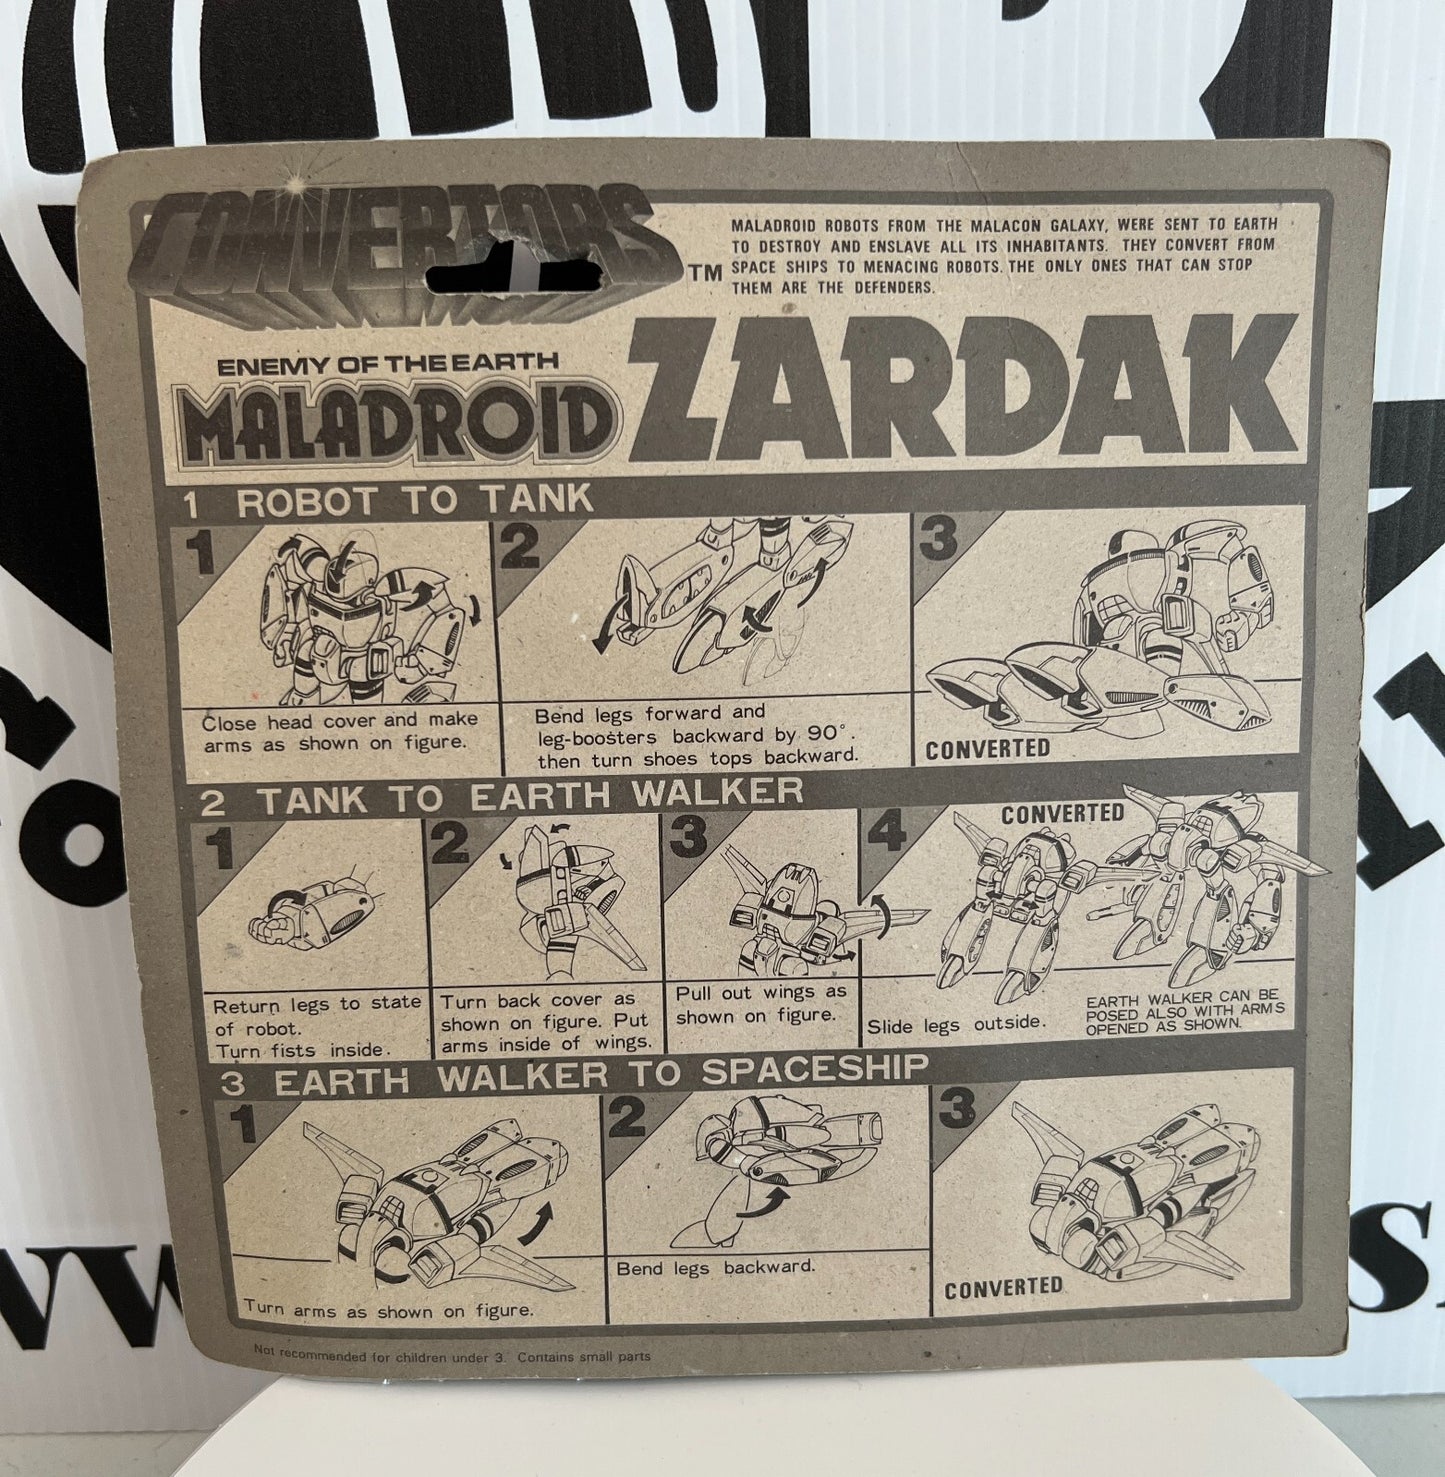 CONVERTORS
TM
MALADROID ROBOTS FROM THE MALACON GALAXY, WERE SENT TO EARTH
TO DESTROY AND ENSLAVE ALL ITS INHABITANTS. THEY CONVERT FROM
SPACE SHIPS TO MENACING ROBOTS. THE ONLY ONES THAT CAN STOP
THEM ARE THE DEFENDERS.
ENEMY OF THE EARTH
MALADROID
ZARDAK
1 ROBOT TO TANK
1
Close head cover and make
arms as shown on figure.
2
Bend legs forward and
leg-boosters backward by 90°.
then turn shoes tops backward.
3
CONVERTED
2 TANK TO EARTH WALKER
1
Return legs to state
of robot.
Turn fists inside.
2
Turn back cover as
shown on figure. Put
arms inside of wings.
3
Pull out wings as
shown on figure.
4
CONVERTED
Slide legs outside.
EARTH WALKER CAN BE
POSED ALSO WITH ARMS
OPENED AS SHOWN.
3 EARTH WALKER TO SPACESHIP
1
Turn arms as shown on figure.
2
Bend legs backward.
3
CONVERTED
Not recommended for children under 3. Contains small parts